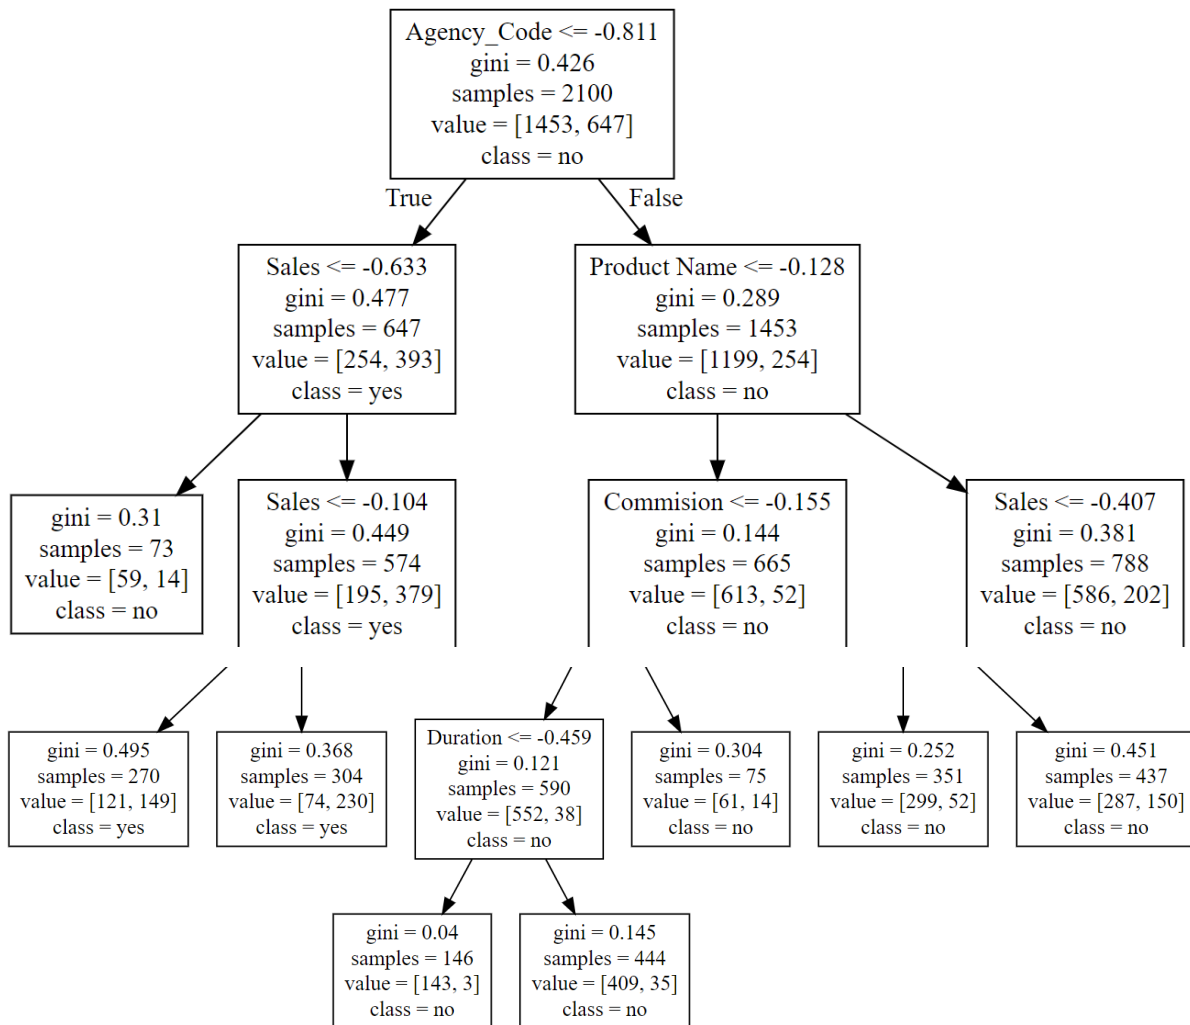 Agency_Code <= -0.811
gini = 0.426
samples = 2100
value = [1453, 647]
class = no
True
False
Sales <= -0.633
gini = 0.477
samples = 647
value = [254, 393]
class = yes
Product Name <= -0.128
gini = 0.289
samples = 1453
value = [1199, 254]
class = no
gini = 0.31
samples = 73
value = [59, 14]
class = no
Sales <= -0.104
gini = 0.449
samples = 574
value = [195, 379]
class = yes
Commision <= -0.155
gini = 0.144
samples = 665
value = [613, 52]
class = no
Sales <= -0.407
gini = 0.381
samples = 788
value = [586, 202]
class = no
gini = 0.495
samples = 270
value = [121, 149]
class = yes
gini = 0.368
samples = 304
value = [74, 230]
class = yes
Duration <= -0.459
gini = 0.121
samples = 590
value = [552, 38]
class = no
gini = 0.304
samples = 75
value = [61, 14]
class = no
gini = 0.252
samples = 351
value = [299, 52]
class = no
gini = 0.451
samples = 437
value = [287, 150]
class = no
gini = 0.04
samples = 146
value = [143, 3]
class = no
gini = 0.145
samples = 444
value = [409, 35]
class = no